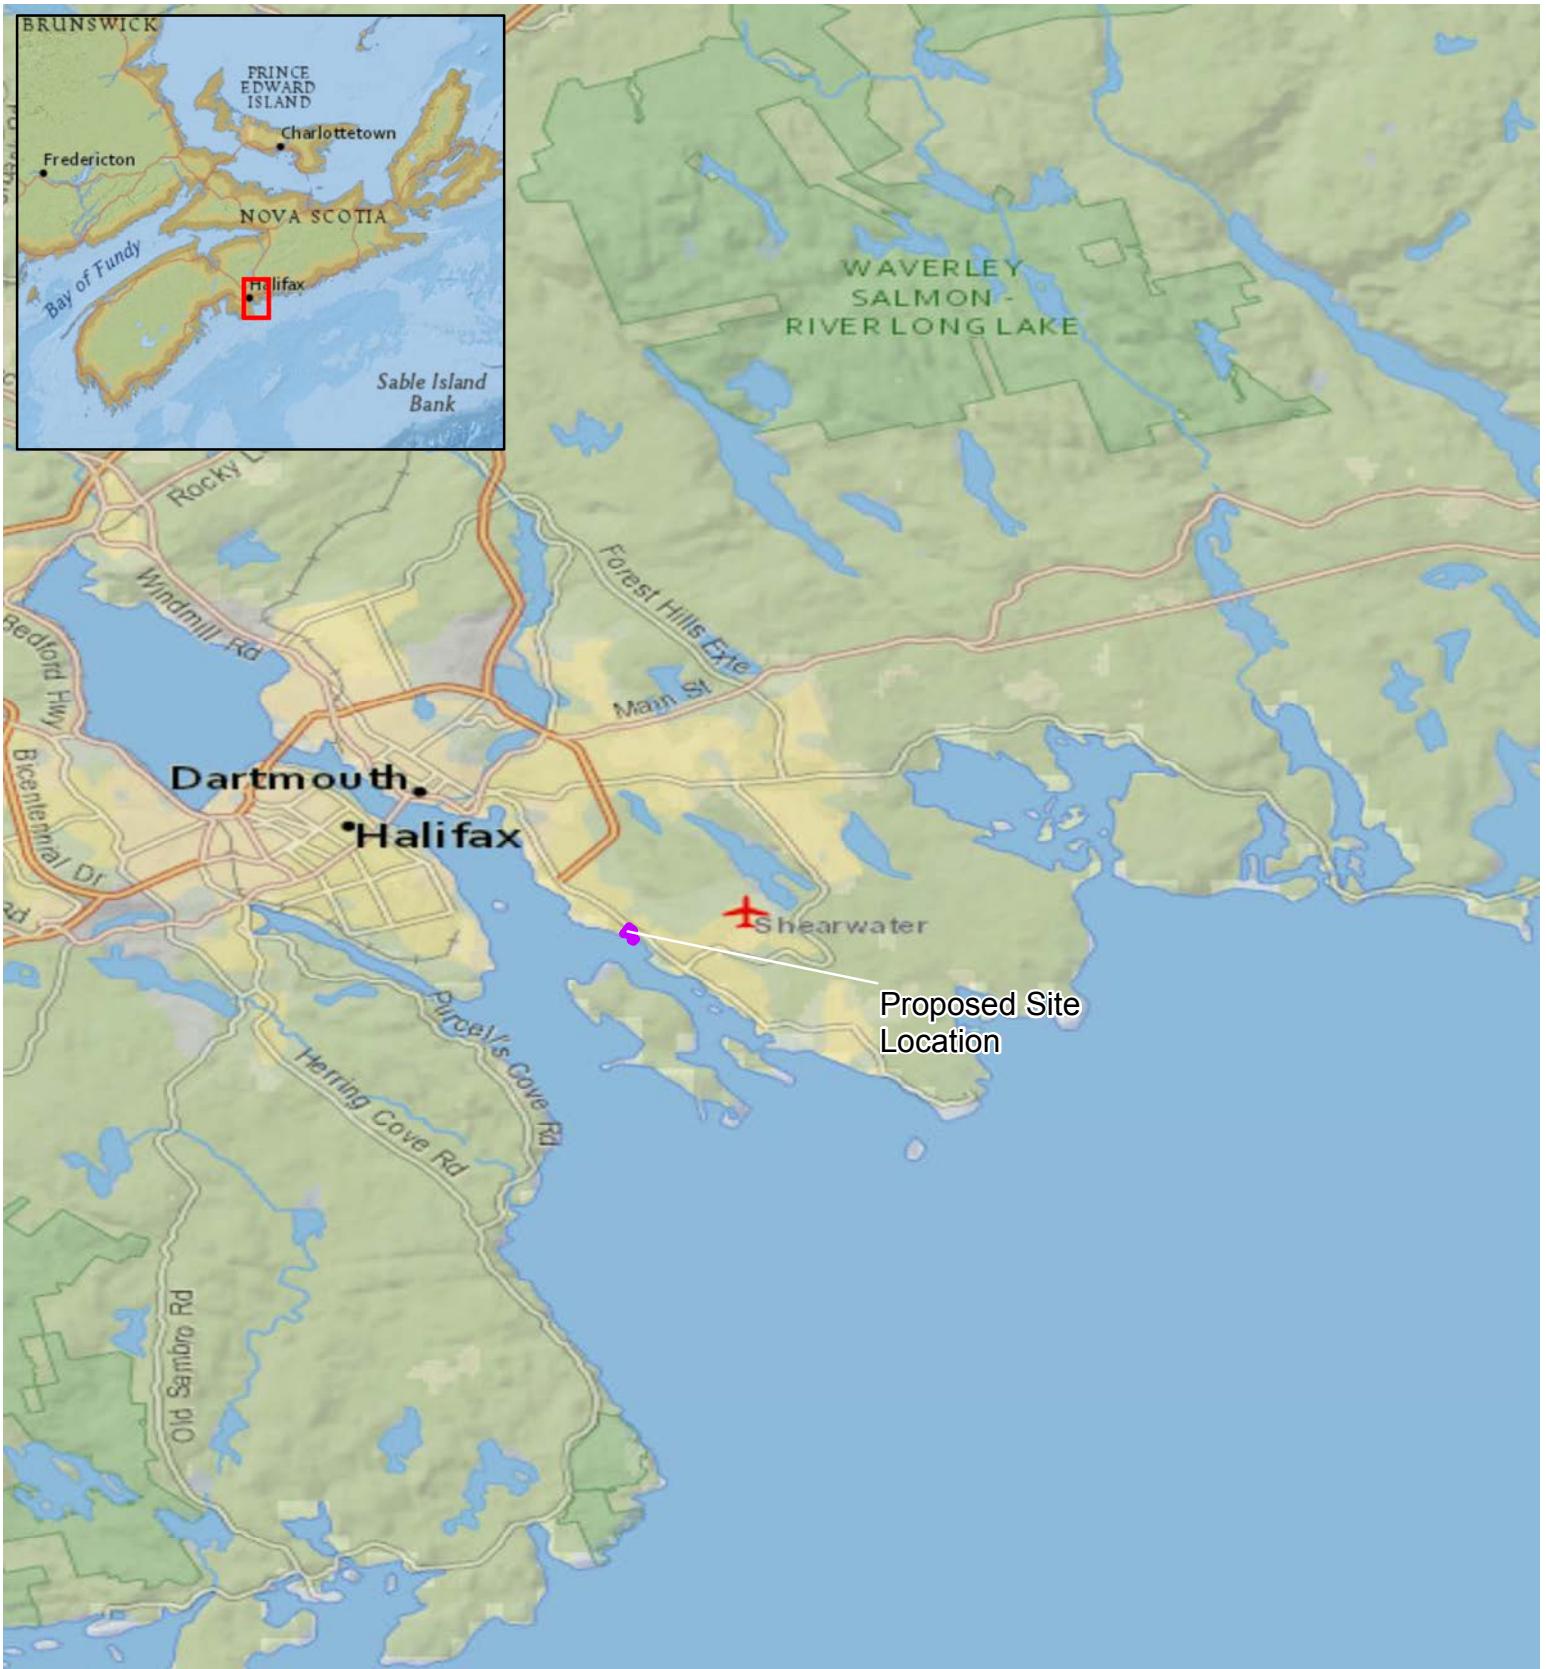 BRUNSWICK
PRINCE
EDWARD
ISLAND
Charlottetown
Fredericton
NOVA SCOTIA
Bay of Fundy
Halifax
Sable Island
Bank
WAVERLEY
SALMON -
RIVER LONG LAKE
Rocky L
Windmill Rd
Forest Hills Exte
Bedford Hwy
Main St
Bicentennial Dr
Dartmouth
Halifax
ad
Shearwater
Proposed Site
Location
Purcell's Cove Rd
Herring Cove Rd
Old Sambro Rd